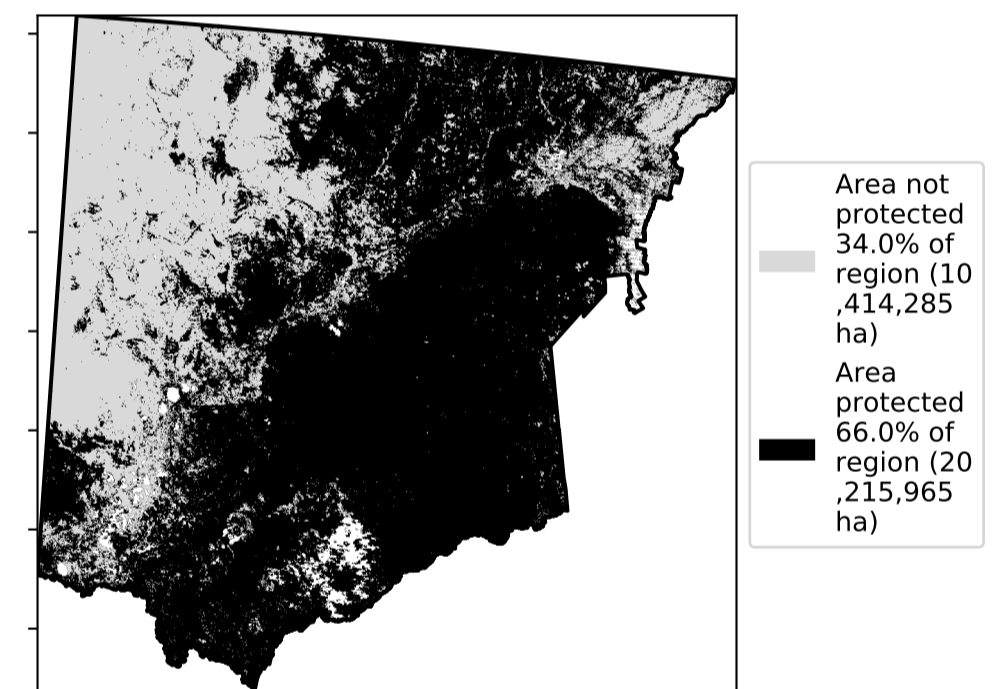 Area not
protected
34.0% of
region (10
,414,285
ha)
Area
protected
66.0% of
region (20
,215,965
ha)